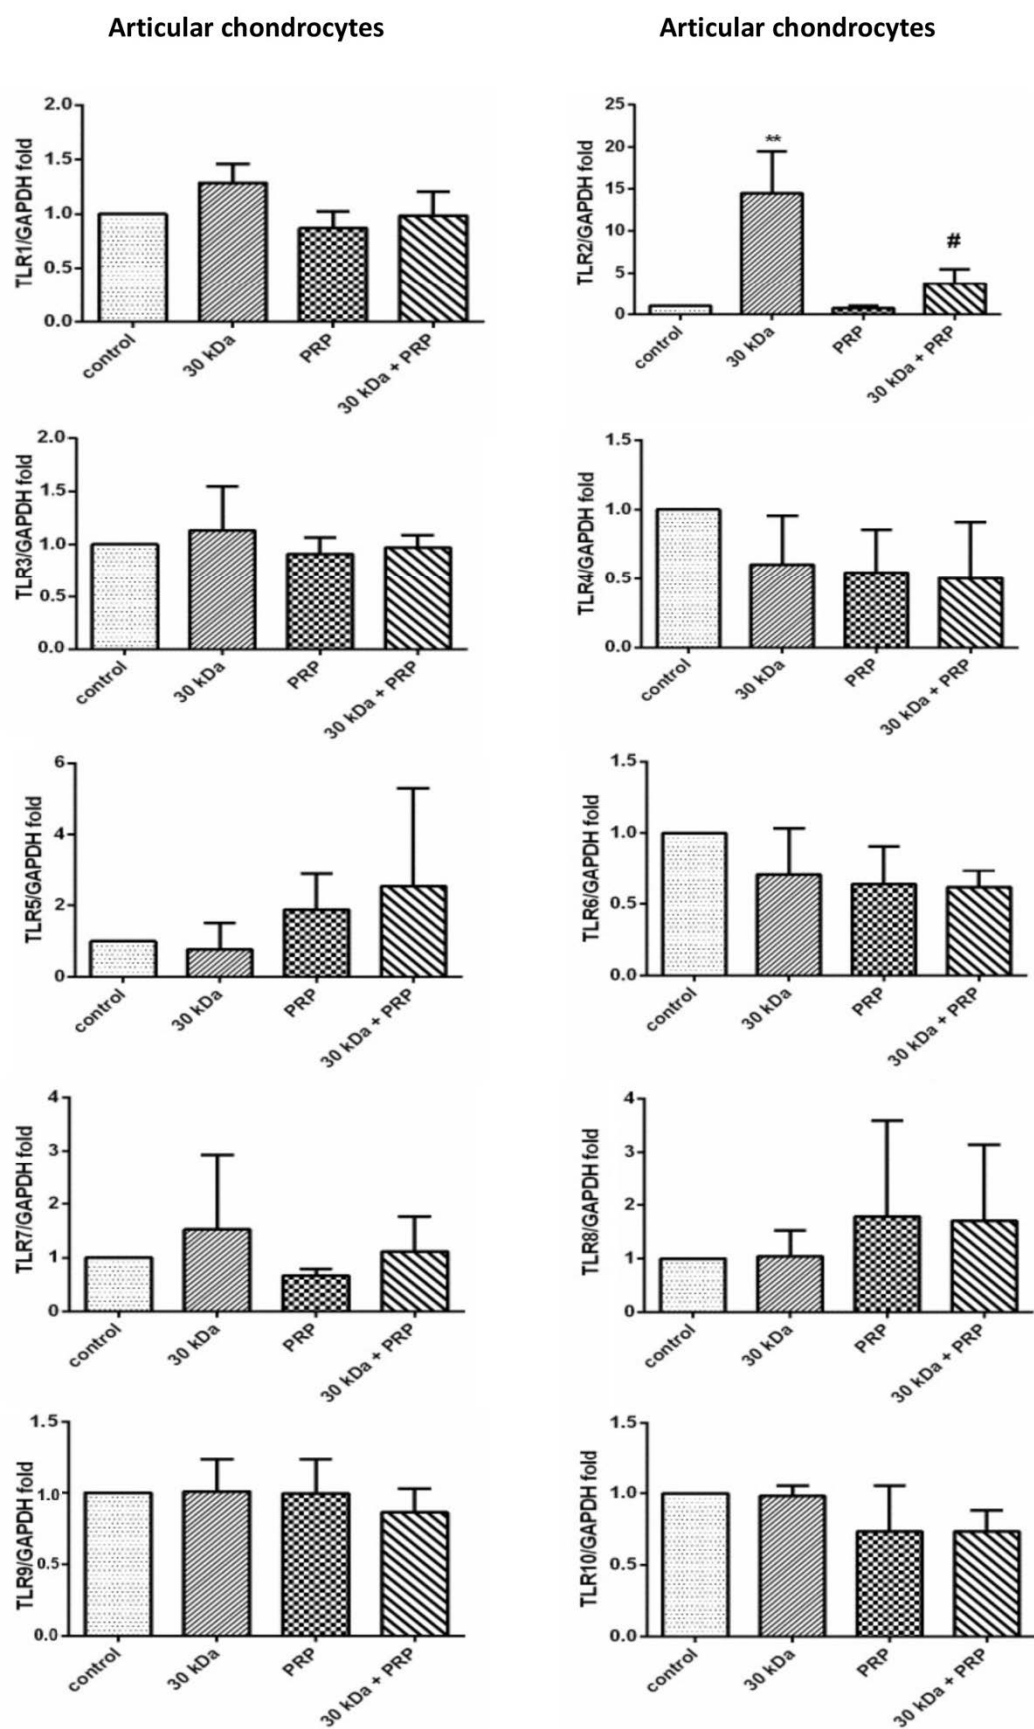 Articular chondrocytes
Articular chondrocytes
TLR1/GAPDH fold
2.0
1.5
1.0
0.5
0.0
control
30 kDa
PRP
30 kDa + PRP
TLR2/GAPDH fold
25
20
15
10
5
0
**
#
control
30 kDa
PRP
30 kDa + PRP
TLR3/GAPDH fold
2.0
1.5
1.0
0.5
0.0
control
30 kDa
PRP
30 kDa + PRP
TLR4/GAPDH fold
1.5
1.0
0.5
0.0
control
30 kDa
PRP
30 kDa + PRP
TLR5/GAPDH fold
6
4
2
0
control
30 kDa
PRP
30 kDa + PRP
TLR6/GAPDH fold
1.5
1.0
0.5
0.0
control
30 kDa
PRP
30 kDa + PRP
TLR7/GAPDH fold
4
3
2
1
0
control
30 kDa
PRP
30 kDa + PRP
TLR8/GAPDH fold
4
3
2
1
0
control
30 kDa
PRP
30 kDa + PRP
TLR9/GAPDH fold
1.5
1.0
0.5
0.0
control
30 kDa
PRP
30 kDa + PRP
TLR10/GAPDH fold
1.5
1.0
0.5
0.0
control
30 kDa
PRP
30 kDa + PRP